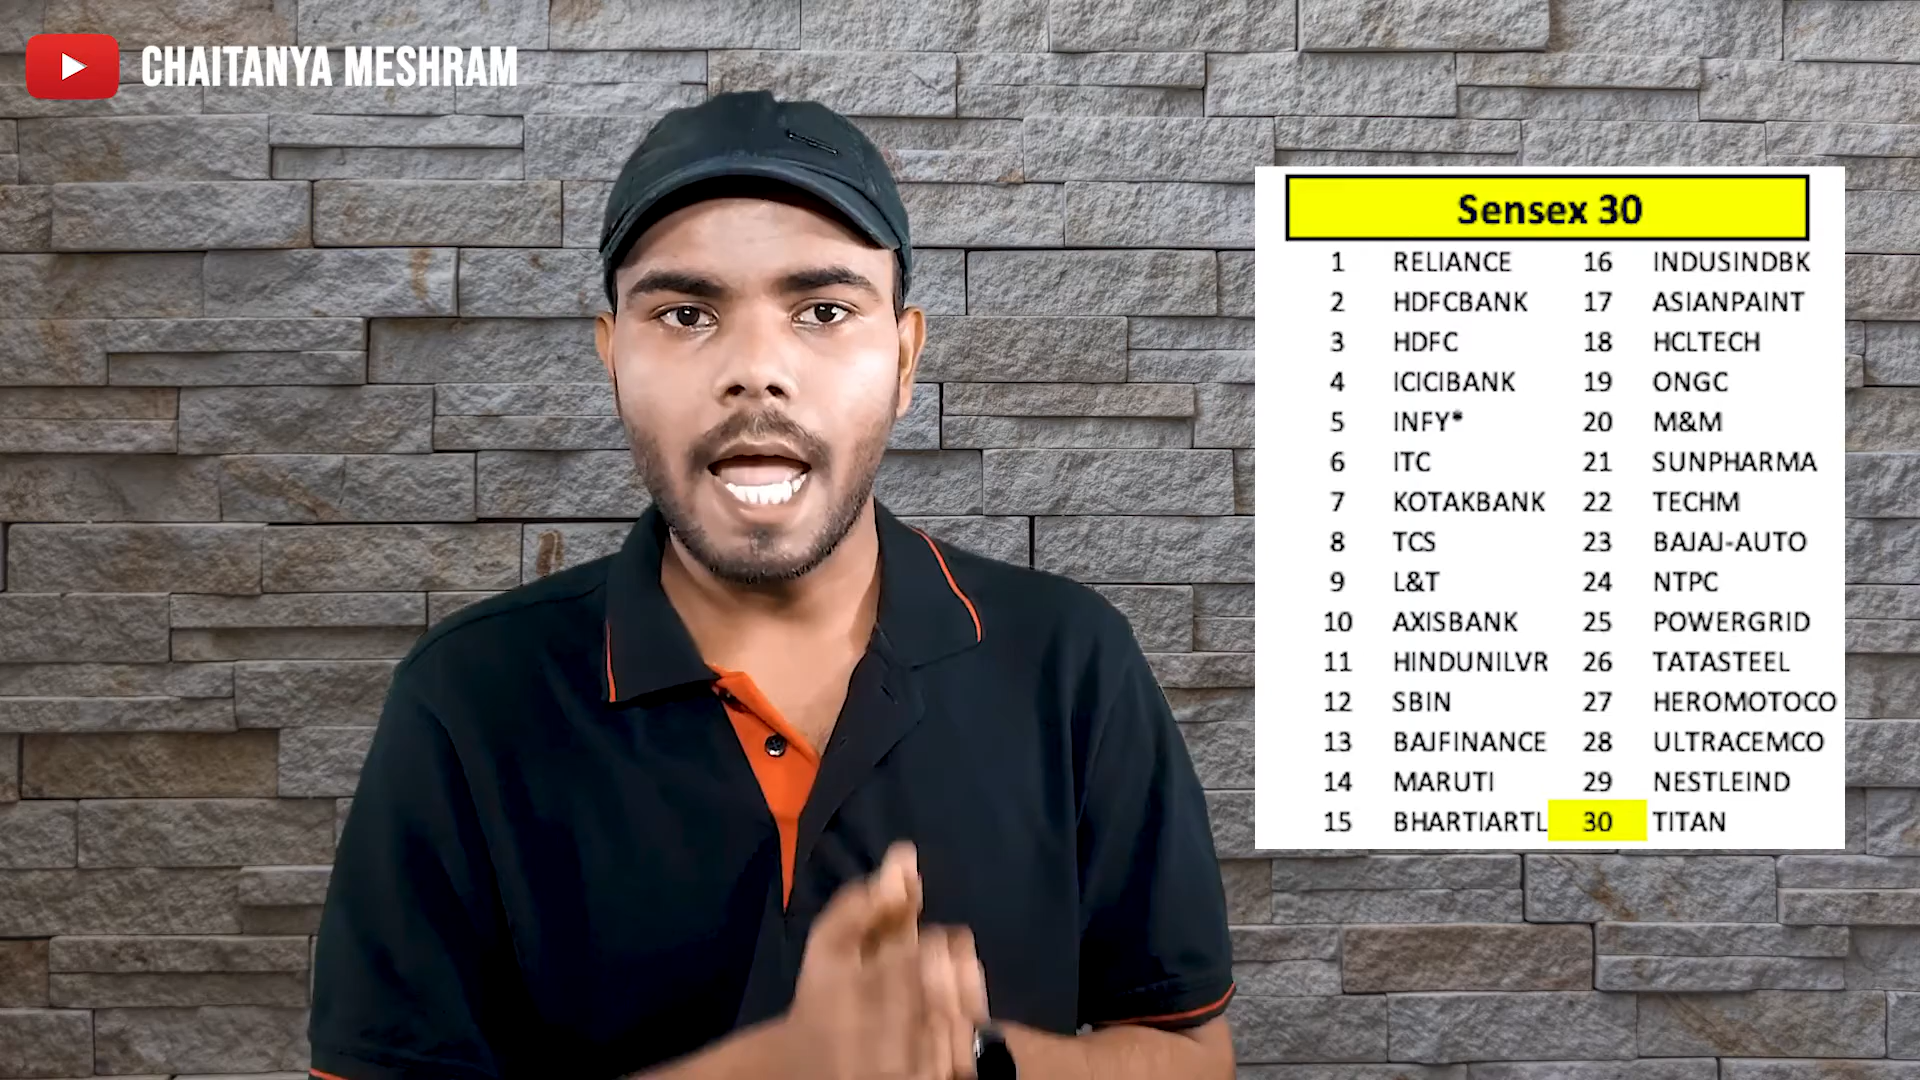 CHAITANYA MESHRAM
Sensex 30
1 RELIANCE 16 INDUSINDBK
2 HDFCBANK 17 ASIANPAINT
3 HDFC 18 HCLTECH
4 ICICIBANK 19 ONGC
5 INFY* 20 M&M
6 ITC 21 SUNPHARMA
7 KOTAKBANK 22 TECHM
8 TCS 23 BAJAJ-AUTO
9 L&T 24 NTPC
10 AXISBANK 25 POWERGRID
11 HINDUNILVR 26 TATASTEEL
12 SBIN 27 HEROMOTOCO
13 BAJFINANCE 28 ULTRACEMCO
14 MARUTI 29 NESTLEIND
15 BHARTIARTL 30 TITAN